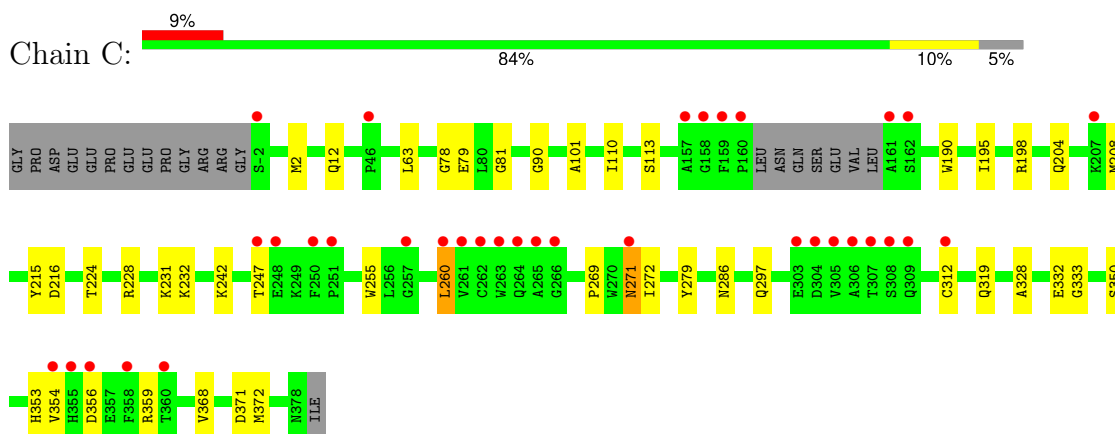 9%
Chain C:
84% 10% 5%
GLY PRO ASP GLU GLU PRO GLU GLU PRO GLY ARG ARG GLY S-2 M2 Q12 P46 L63 G78 E79 L80 G81 G90 A101 I110 S113 A157 G158 F159 P160 LEU ASN GLN SER GLU VAL LEU A161 S162 W190 I195 R198 Q204 K207 M208
Y215 D216 T224 R228 K231 K232 K242 T247 E248 K249 F250 P251 W255 L256 G257 L260 V261 C262 W263 Q264 A265 G266 P269 W270 N271 I272 Y279 N286 Q297 E303 D304 V305 A306 T307 S308 Q309 C312 Q319 A328 E332 G333 S350
H353 V354 H355 D356 E357 F358 R359 T360 V368 D371 M372 N378 ILE